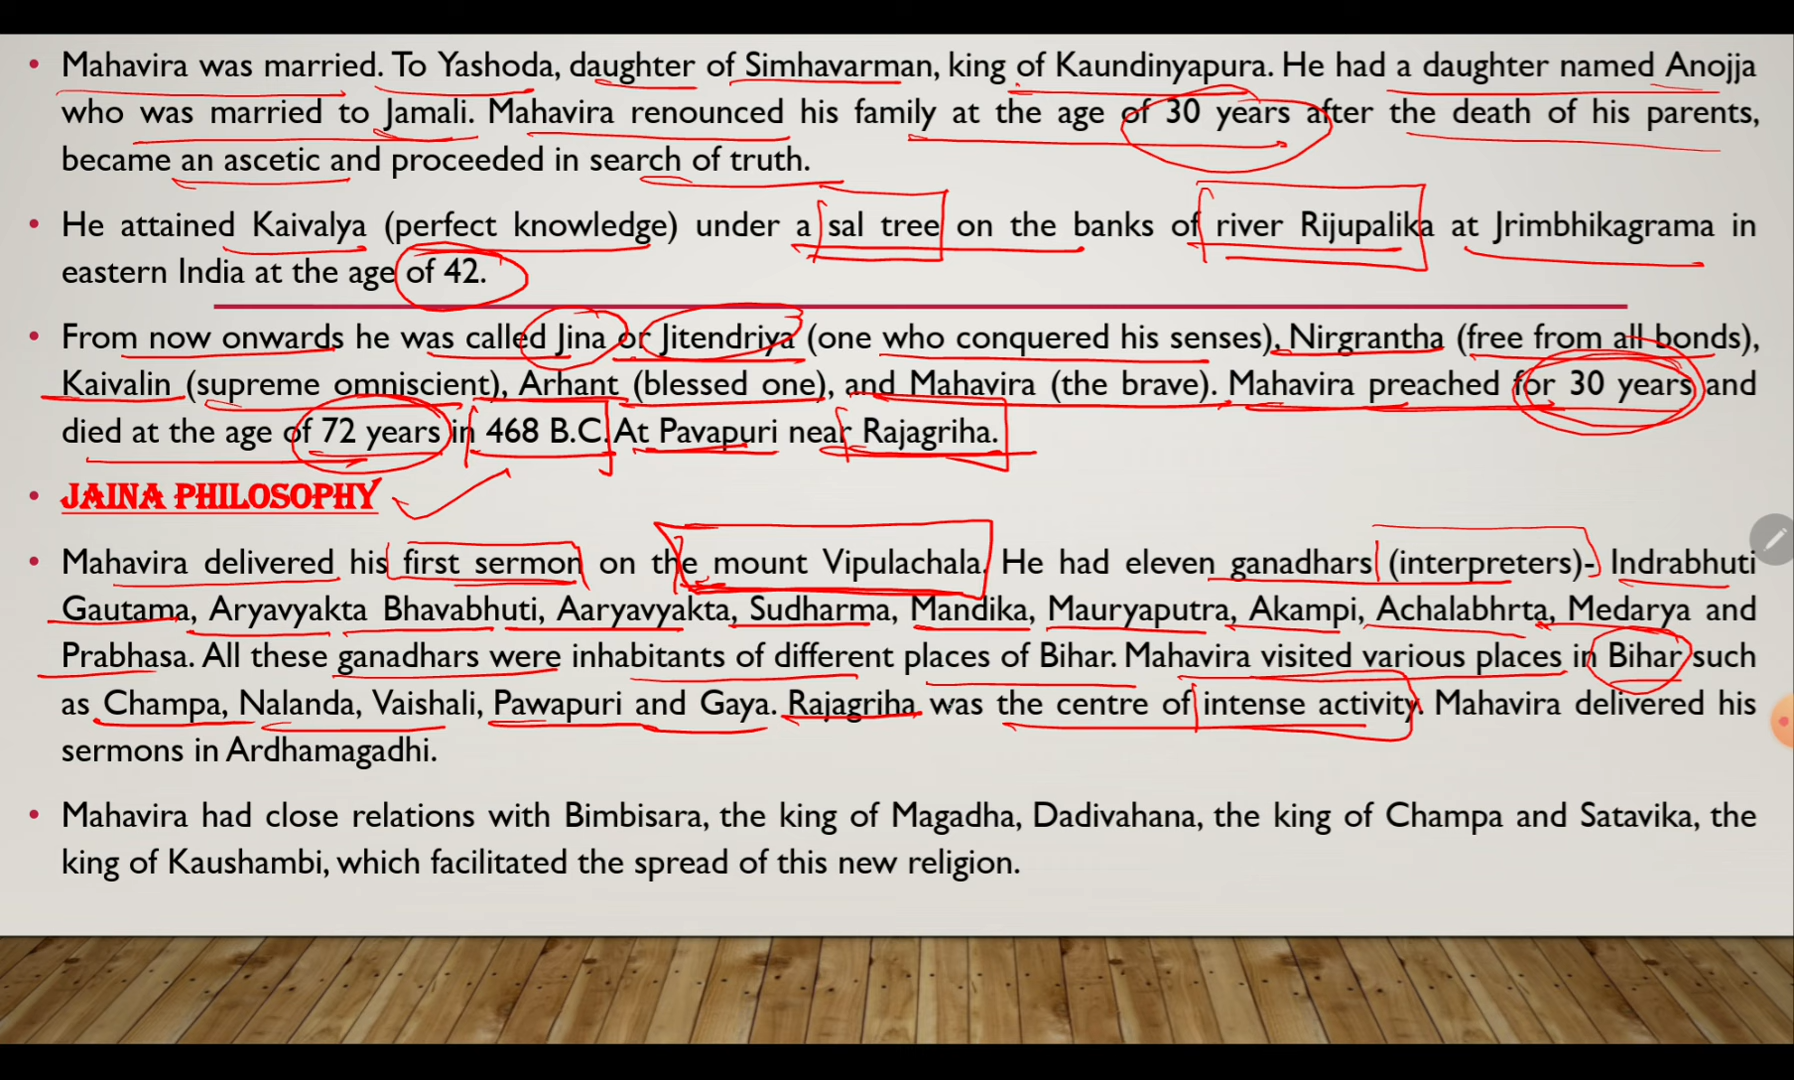 • Mahavira was married. To Yashoda, daughter of Simhavarman, king of Kaundinyapura. He had a daughter named Anojja
who was married to Jamali. Mahavira renounced his family at the age of 30 years after the death of his parents,
became an ascetic and proceeded in search of truth.
• He attained Kaivalya (perfect knowledge) under a sal tree on the banks of river Rijupalika at Jrimbhikagrama in
eastern India at the age of 42.
• From now onwards he was called Jina or Jitendriya (one who conquered his senses), Nirgrantha (free from all bonds),
Kaivalin (supreme omniscient), Arhant (blessed one), and Mahavira (the brave). Mahavira preached for 30 years and
died at the age of 72 years in 468 B.C. At Pavapuri near Rajagriha.
• JAINA PHILOSOPHY
• Mahavira delivered his first sermon on the mount Vipulachala. He had eleven ganadhars (interpreters)- Indrabhuti
Gautama, Aryavyakta Bhavabhuti, Aaryavyakta, Sudharma, Mandika, Mauryaputra, Akampi, Achalabhrta, Medarya and
Prabhasa. All these ganadhars were inhabitants of different places of Bihar. Mahavira visited various places in Bihar such
as Champa, Nalanda, Vaishali, Pawapuri and Gaya. Rajagriha was the centre of intense activity. Mahavira delivered his
sermons in Ardhamagadhi.
• Mahavira had close relations with Bimbisara, the king of Magadha, Dadivahana, the king of Champa and Satavika, the
king of Kaushambi, which facilitated the spread of this new religion.